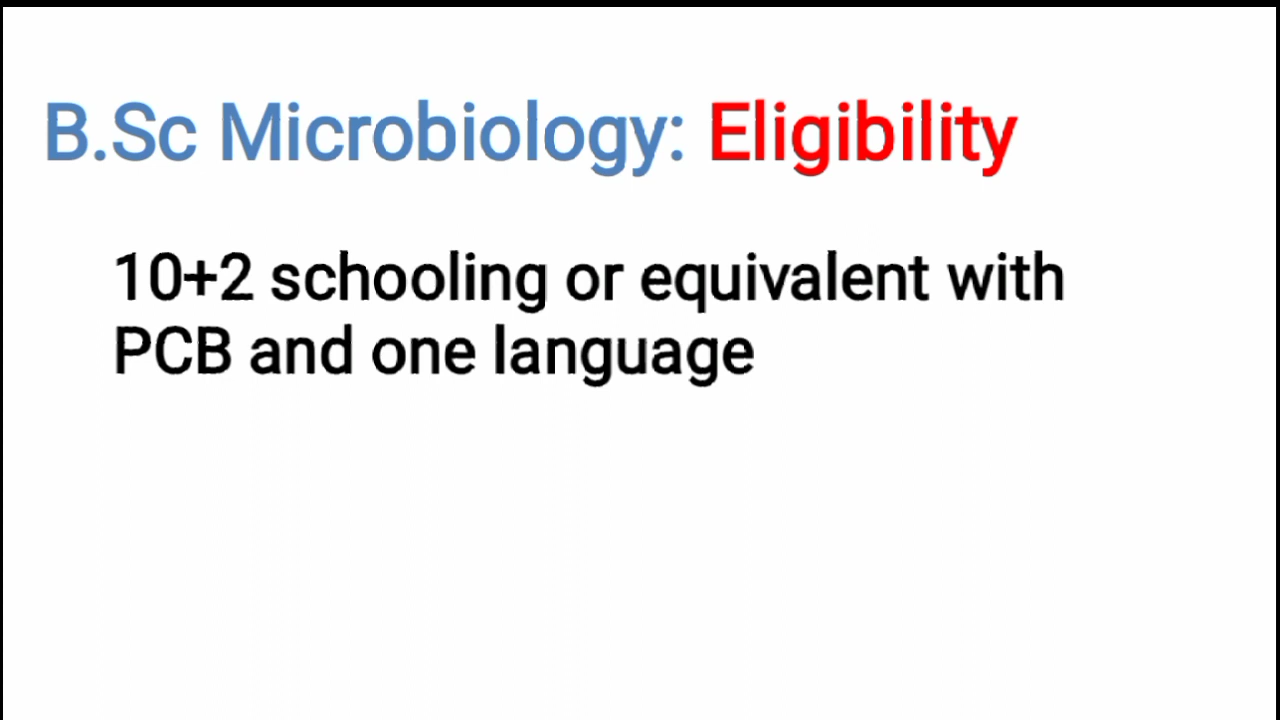 B.Sc Microbiology: Eligibility
10+2 schooling or equivalent with
PCB and one language